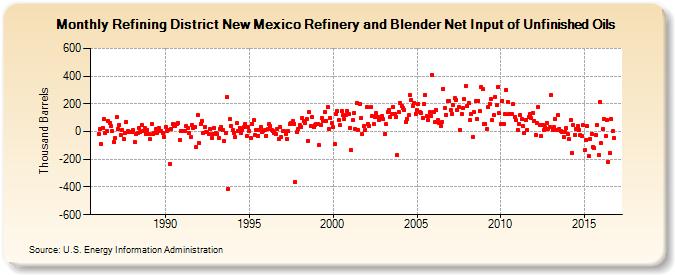 Monthly Refining District New Mexico Refinery and Blender Net Input of Unfinished Oils
Thousand Barrels
600
400
200
0
-200
-400
-600
1990 1995 2000 2005 2010 2015
Source: U.S. Energy Information Administration